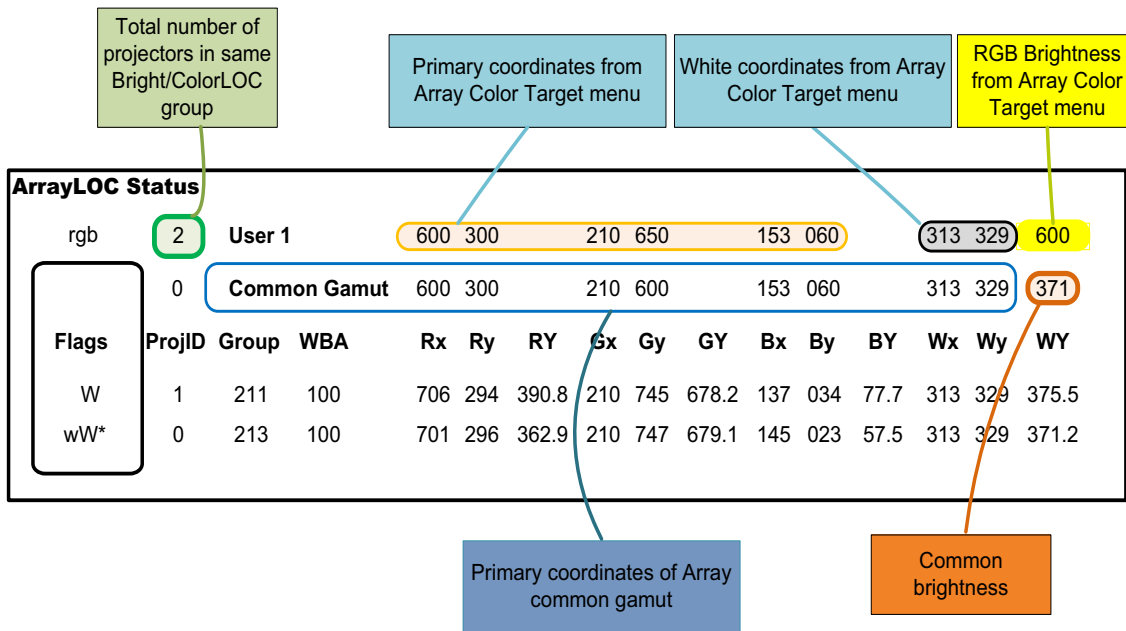 Total number of
projectors in same
Bright/ColorLOC
group
Primary coordinates from
Array Color Target menu
White coordinates from Array
Color Target menu
RGB Brightness
from Array Color
Target menu
ArrayLOC Status
rgb 2 User 1 600 300 210 650 153 060 313 329 600
0 Common Gamut 600 300 210 600 153 060 313 329 371
Flags ProjID Group WBA Rx Ry RY Gx Gy GY Bx By BY Wx Wy WY
W 1 211 100 706 294 390.8 210 745 678.2 137 034 77.7 313 329 375.5
wW* 0 213 100 701 296 362.9 210 747 679.1 145 023 57.5 313 329 371.2
Primary coordinates of Array
common gamut
Common
brightness